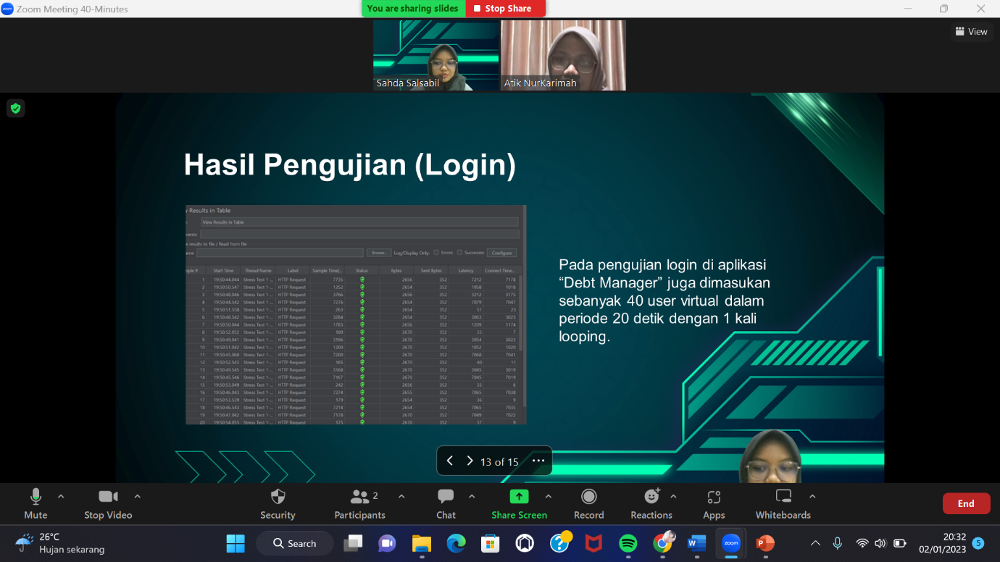 Zoom Meeting 40-Minutes
You are sharing slides
Stop Share
View
Sahda Salsabil
Atik NurKarimah
Hasil Pengujian (Login)
View Results in Table
Browse... Log/Display Only: Errors Successes Configure
Start Time Thread Name Label Sample Time(... Status Bytes Sent Bytes Latency Connect Time...
1 19:50:44.044 Stress Test 1-... HTTP Request 7735 2656 352 7212 7178
2 19:50:50.547 Stress Test 1-... HTTP Request 1252 2654 352 1058 1018
3 19:50:48.046 Stress Test 1-... HTTP Request 3766 2656 352 3212 3175
4 19:50:44.542 Stress Test 1-... HTTP Request 7276 2654 352 7079 7047
5 19:50:51.558 Stress Test 1-... HTTP Request 263 2654 352 51 23
6 19:50:48.542 Stress Test 1-... HTTP Request 3284 2654 352 3063 3023
7 19:50:50.044 Stress Test 1-... HTTP Request 1783 2656 352 1209 1174
8 19:50:52.052 Stress Test 1-... HTTP Request 2670 352 35 7
9 19:50:49.041 Stress Test 1-... HTTP Request 3196 2670 352 3054 3022
10 19:50:51.042 Stress Test 1-... HTTP Request 1200 2670 352 1052 1020
11 19:50:45.060 Stress Test 1-... HTTP Request 7200 2670 352 7068 7041
12 19:50:52.543 Stress Test 1-... HTTP Request 165 2670 352 40 11
13 19:50:49.545 Stress Test 1-... HTTP Request 3168 2670 352 3045 3019
14 19:50:45.546 Stress Test 1-... HTTP Request 7167 2670 352 7045 7019
15 19:50:53.049 Stress Test 1-... HTTP Request 242 2656 352 35 6
16 19:50:46.043 Stress Test 1-... HTTP Request 7274 2655 352 7065 7038
17 19:50:53.539 Stress Test 1-... HTTP Request 179 2654 352 36 9
18 19:50:46.543 Stress Test 1-... HTTP Request 7214 2654 352 7065 7035
19 19:50:47.042 Stress Test 1-... HTTP Request 7178 2670 352 7049 7022
20 19:50:54.055 Stress Test 1-... HTTP Request 175 2670 352 37 9
Pada pengujian login di aplikasi
“Debt Manager” juga dimasukan
sebanyak 40 user virtual dalam
periode 20 detik dengan 1 kali
looping.
13 of 15
Mute
Stop Video
Security
2
Participants
Chat
Share Screen
Record
Reactions
Apps
Whiteboards
End
26°C
Hujan sekarang
Search
zoom
20:32
02/01/2023
5